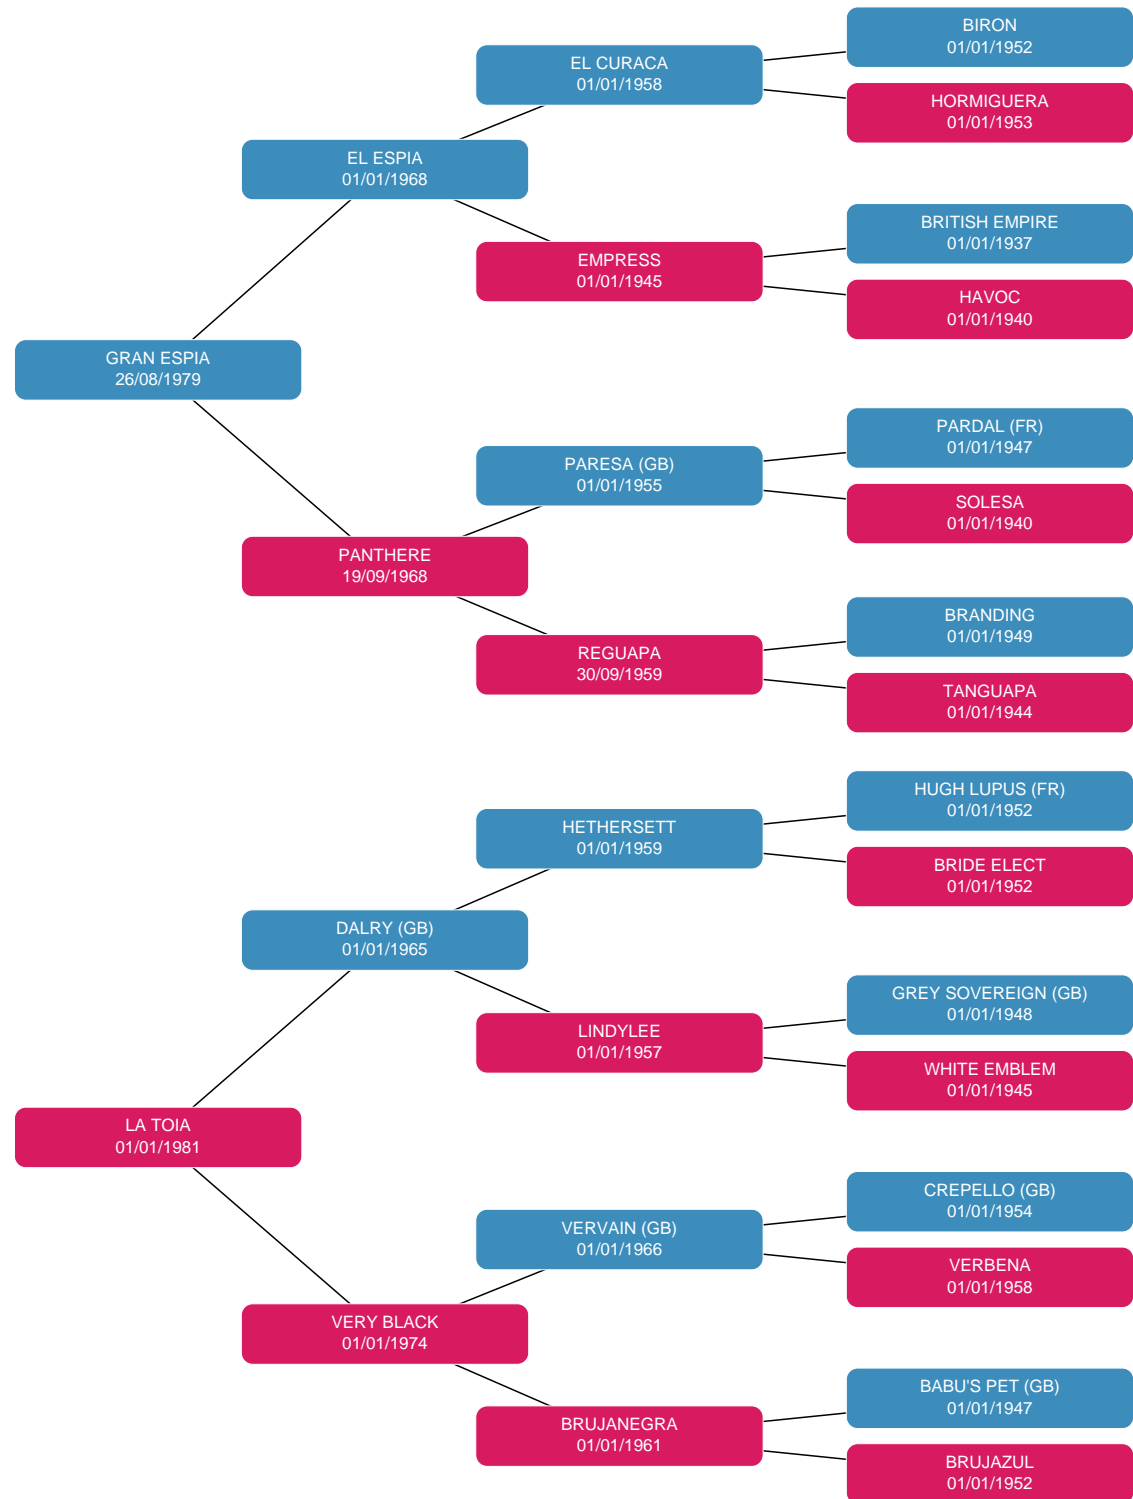 BIRON
01/01/1952
EL CURACA
01/01/1958
HORMIGUERA
01/01/1953
EL ESPIA
01/01/1968
BRITISH EMPIRE
01/01/1937
EMPRESS
01/01/1945
HAVOC
01/01/1940
GRAN ESPIA
26/08/1979
PARDAL (FR)
01/01/1947
PARESA (GB)
01/01/1955
SOLESA
01/01/1940
PANTHERE
19/09/1968
BRANDING
01/01/1949
REGUAPA
30/09/1959
TANGUAPA
01/01/1944
HUGH LUPUS (FR)
01/01/1952
HETHERSETT
01/01/1959
BRIDE ELECT
01/01/1952
DALRY (GB)
01/01/1965
GREY SOVEREIGN (GB)
01/01/1948
LINDYLEE
01/01/1957
WHITE EMBLEM
01/01/1945
LA TOIA
01/01/1981
CREPELLO (GB)
01/01/1954
VERVAIN (GB)
01/01/1966
VERBENA
01/01/1958
VERY BLACK
01/01/1974
BABU'S PET (GB)
01/01/1947
BRUJANEGRA
01/01/1961
BRUJAZUL
01/01/1952